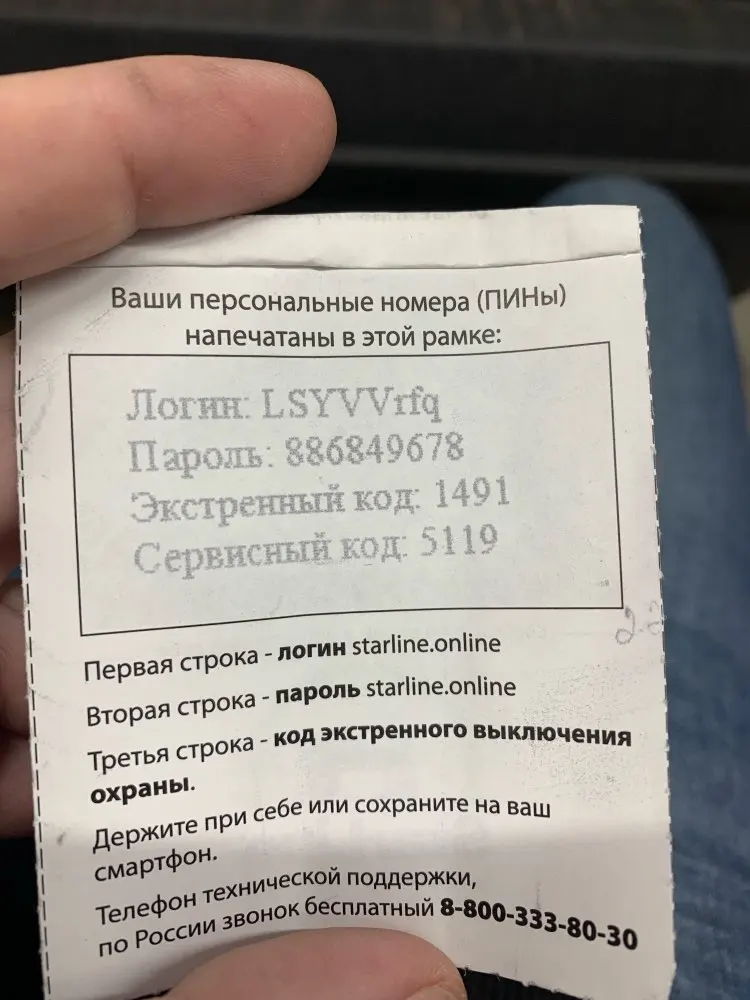 Ваши персональные номера (ПИНы)
напечатаны в этой рамке:
Логин: LSYVVrfq
Пароль: 886849678
Экстренный код: 1491
Сервисный код: 5119
Первая строка - логин starline.online
Вторая строка - пароль starline.online
Третья строка - код экстренного выключения
охраны.
Держите при себе или сохраните на ваш
смартфон.
Телефон технической поддержки,
по России звонок бесплатный 8-800-333-80-30